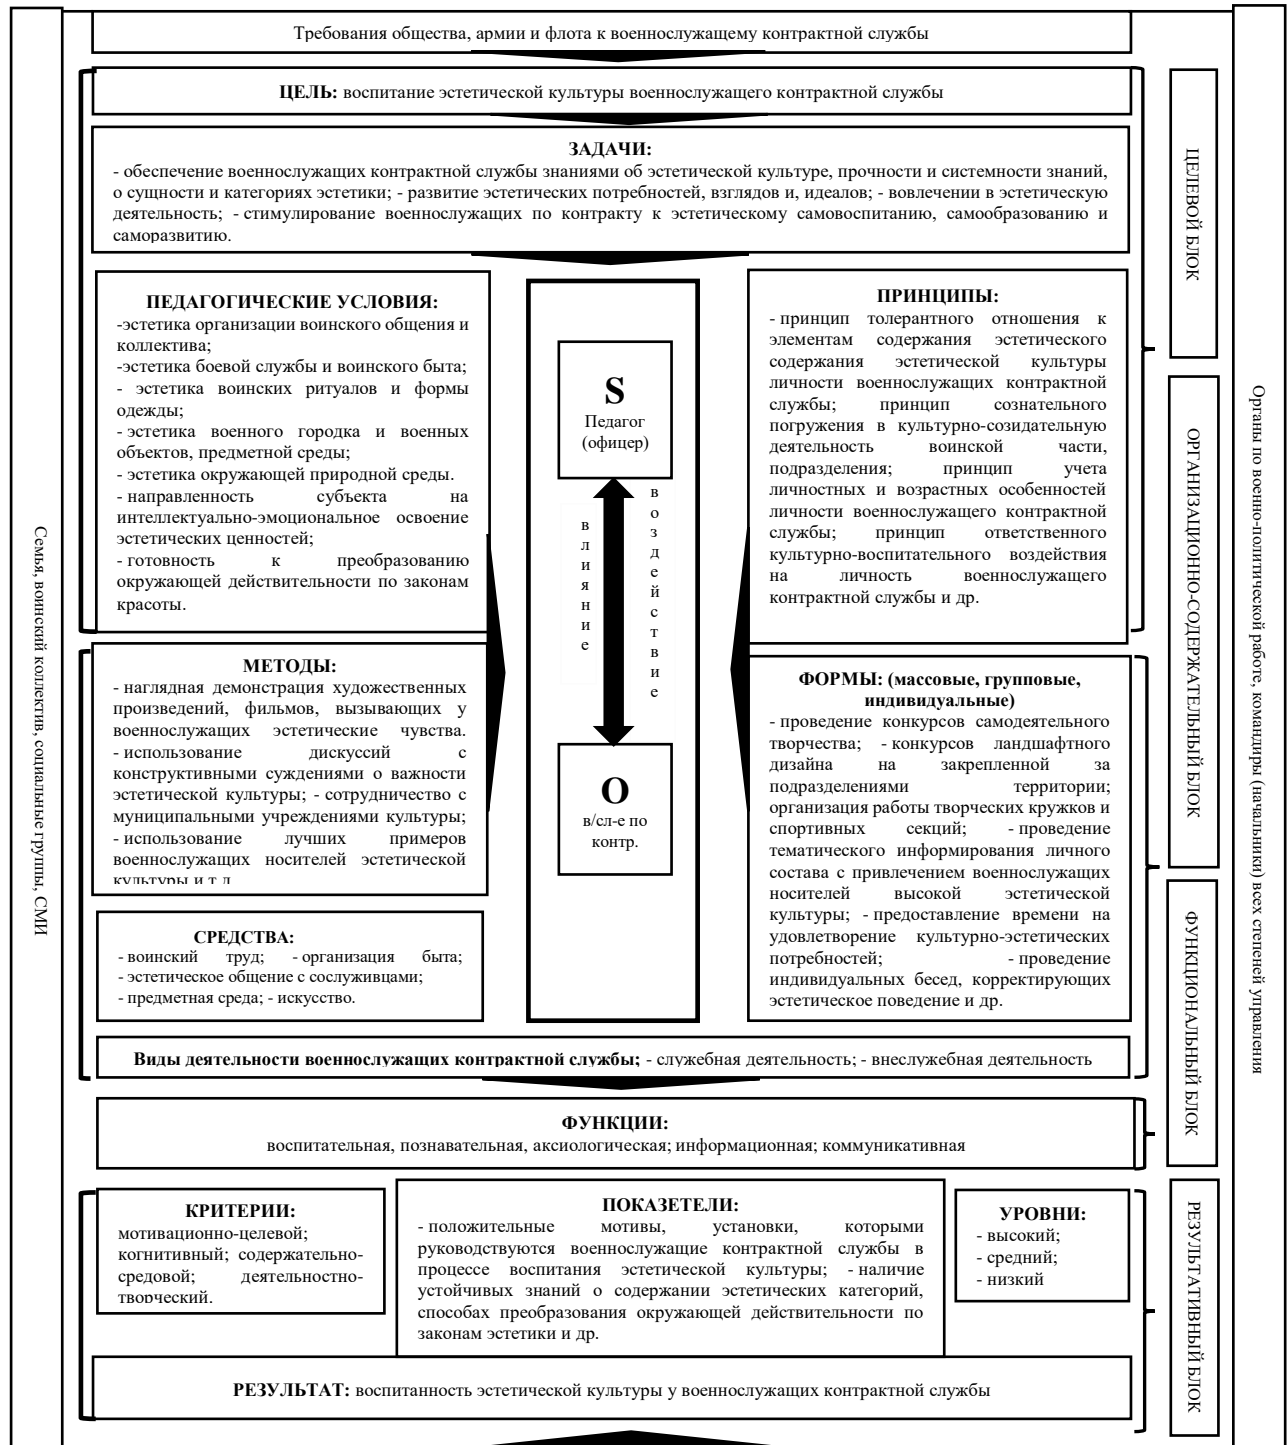 Требования общества, армии и флота к военнослужащему контрактной службы
ЦЕЛЬ: воспитание эстетической культуры военнослужащего контрактной службы
ЗАДАЧИ:
- обеспечение военнослужащих контрактной службы знаниями об эстетической культуре, прочности и системности знаний,
о сущности и категориях эстетики; - развитие эстетических потребностей, взглядов и, идеалов; - вовлечении в эстетическую
деятельность; - стимулирование военнослужащих по контракту к эстетическому самовоспитанию, самообразованию и
саморазвитию.
ПЕДАГОГИЧЕСКИЕ УСЛОВИЯ:
-эстетика организации воинского общения и
коллектива;
-эстетика боевой службы и воинского быта;
- эстетика воинских ритуалов и формы
одежды;
- эстетика военного городка и военных
объектов, предметной среды;
- эстетика окружающей природной среды.
- направленность субъекта на
интеллектуально-эмоциональное освоение
эстетических ценностей;
- готовность к преобразованию
окружающей действительности по законам
красоты.
МЕТОДЫ:
- наглядная демонстрация художественных
произведений, фильмов, вызывающих у
военнослужащих эстетические чувства.
- использование дискуссий с
конструктивными суждениями о важности
эстетической культуры; - сотрудничество с
муниципальными учреждениями культуры;
- использование лучших примеров
военнослужащих носителей эстетической
культуры и т.д
СРЕДСТВА:
- воинский труд; - организация быта;
- эстетическое общение с сослуживцами;
- предметная среда; - искусство.
S
Педагог
(офицер)
влияние
воздействие
О
в/сл-е по
контр.
ПРИНЦИПЫ:
- принцип толерантного отношения к
элементам содержания эстетического
содержания эстетической культуры
личности военнослужащих контрактной
службы; принцип сознательного
погружения в культурно-созидательную
деятельность воинской части,
подразделения; принцип учета
личностных и возрастных особенностей
личности военнослужащего контрактной
службы; принцип ответственного
культурно-воспитательного воздействия
на личность военнослужащего
контрактной службы и др.
ФОРМЫ: (массовые, групповые,
индивидуальные)
- проведение конкурсов самодеятельного
творчества; - конкурсов ландшафтного
дизайна на закрепленной за
подразделениями территории;
организация работы творческих кружков и
спортивных секций; - проведение
тематического информирования личного
состава с привлечением военнослужащих
носителей высокой эстетической
культуры; - предоставление времени на
удовлетворение культурно-эстетических
потребностей; - проведение
индивидуальных бесед, корректирующих
эстетическое поведение и др.
Виды деятельности военнослужащих контрактной службы; - служебная деятельность; - внеслужебная деятельность
ФУНКЦИИ:
воспитательная, познавательная, аксиологическая; информационная; коммуникативная
КРИТЕРИИ:
мотивационно-целевой;
когнитивный; содержательно-
средовой; деятельностно-
творческий.
ПОКАЗЕТЕЛИ:
- положительные мотивы, установки, которыми
руководствуются военнослужащие контрактной службы в
процессе воспитания эстетической культуры; - наличие
устойчивых знаний о содержании эстетических категорий,
способах преобразования окружающей действительности по
законам эстетики и др.
УРОВНИ:
- высокий;
- средний;
- низкий
РЕЗУЛЬТАТ: воспитанность эстетической культуры у военнослужащих контрактной службы
Семья, воинский коллектив, социальные группы, СМИ
ЦЕЛЕВОЙ БЛОК
ОРГАНИЗАЦИОННО-СОДЕРЖАТЕЛЬНЫЙ БЛОК
ФУНКЦИОНАЛЬНЫЙ БЛОК
РЕЗУЛЬТАТИВНЫЙ БЛОК
Органы по военно-политической работе, командиры (начальники) всех степеней управления